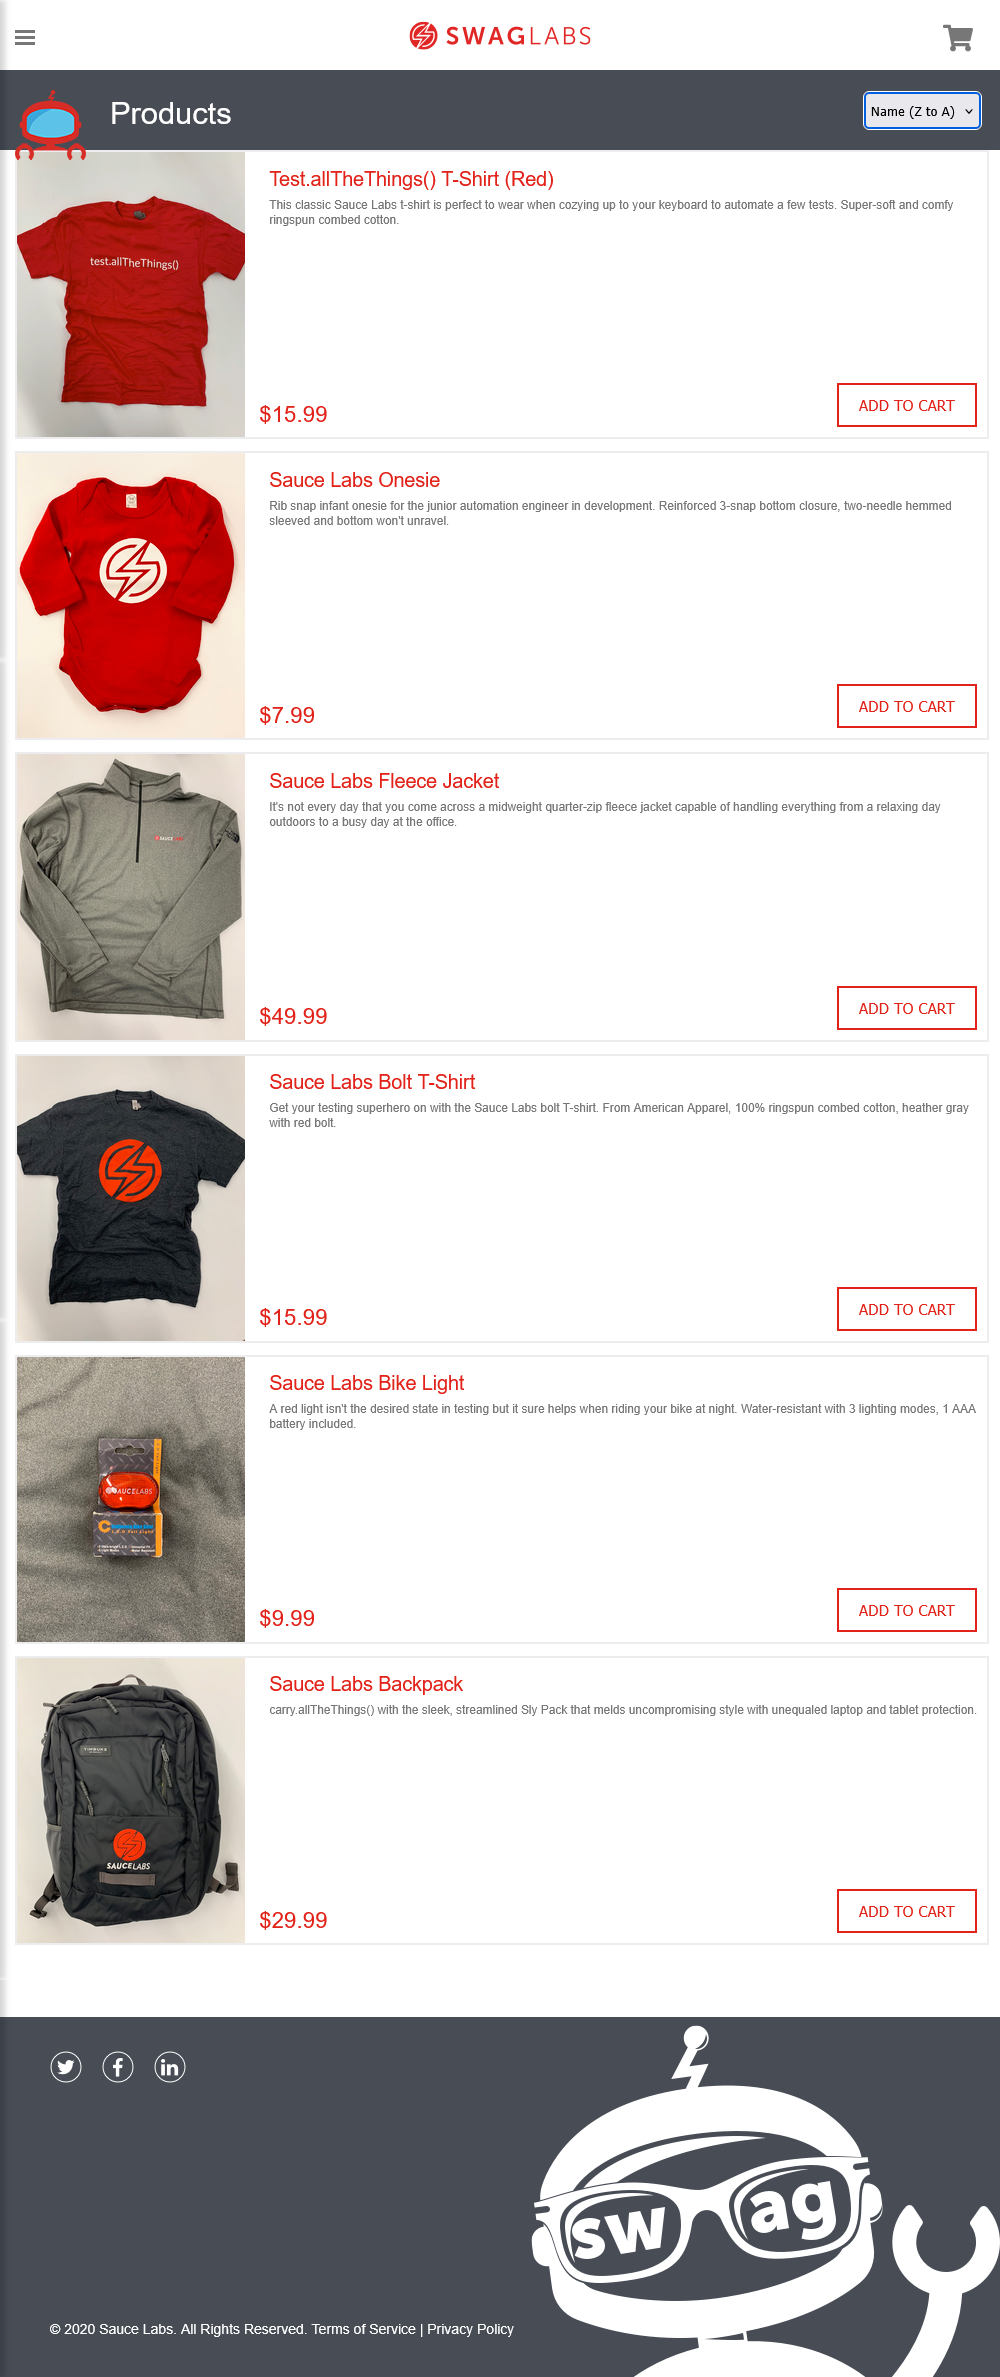 SWAGLABS
Products
Name (Z to A)
test.allTheThings()
Test.allTheThings() T-Shirt (Red)
This classic Sauce Labs t-shirt is perfect to wear when cozying up to your keyboard to automate a few tests. Super-soft and comfy
ringspun combed cotton.
$15.99
ADD TO CART
Sauce Labs Onesie
Rib snap infant onesie for the junior automation engineer in development. Reinforced 3-snap bottom closure, two-needle hemmed
sleeved and bottom won't unravel.
$7.99
ADD TO CART
SAUCE
Sauce Labs Fleece Jacket
It's not every day that you come across a midweight quarter-zip fleece jacket capable of handling everything from a relaxing day
outdoors to a busy day at the office.
$49.99
ADD TO CART
Sauce Labs Bolt T-Shirt
Get your testing superhero on with the Sauce Labs bolt T-shirt. From American Apparel, 100% ringspun combed cotton, heather gray
with red bolt.
$15.99
ADD TO CART
SAUCELABS
Sauce Labs Bike Light
A red light isn't the desired state in testing but it sure helps when riding your bike at night. Water-resistant with 3 lighting modes, 1 AAA
battery included.
$9.99
ADD TO CART
TIMBUK2
SAUCELABS
Sauce Labs Backpack
carry.allTheThings() with the sleek, streamlined Sly Pack that melds uncompromising style with unequaled laptop and tablet protection.
$29.99
ADD TO CART
sw ag
© 2020 Sauce Labs. All Rights Reserved. Terms of Service | Privacy Policy